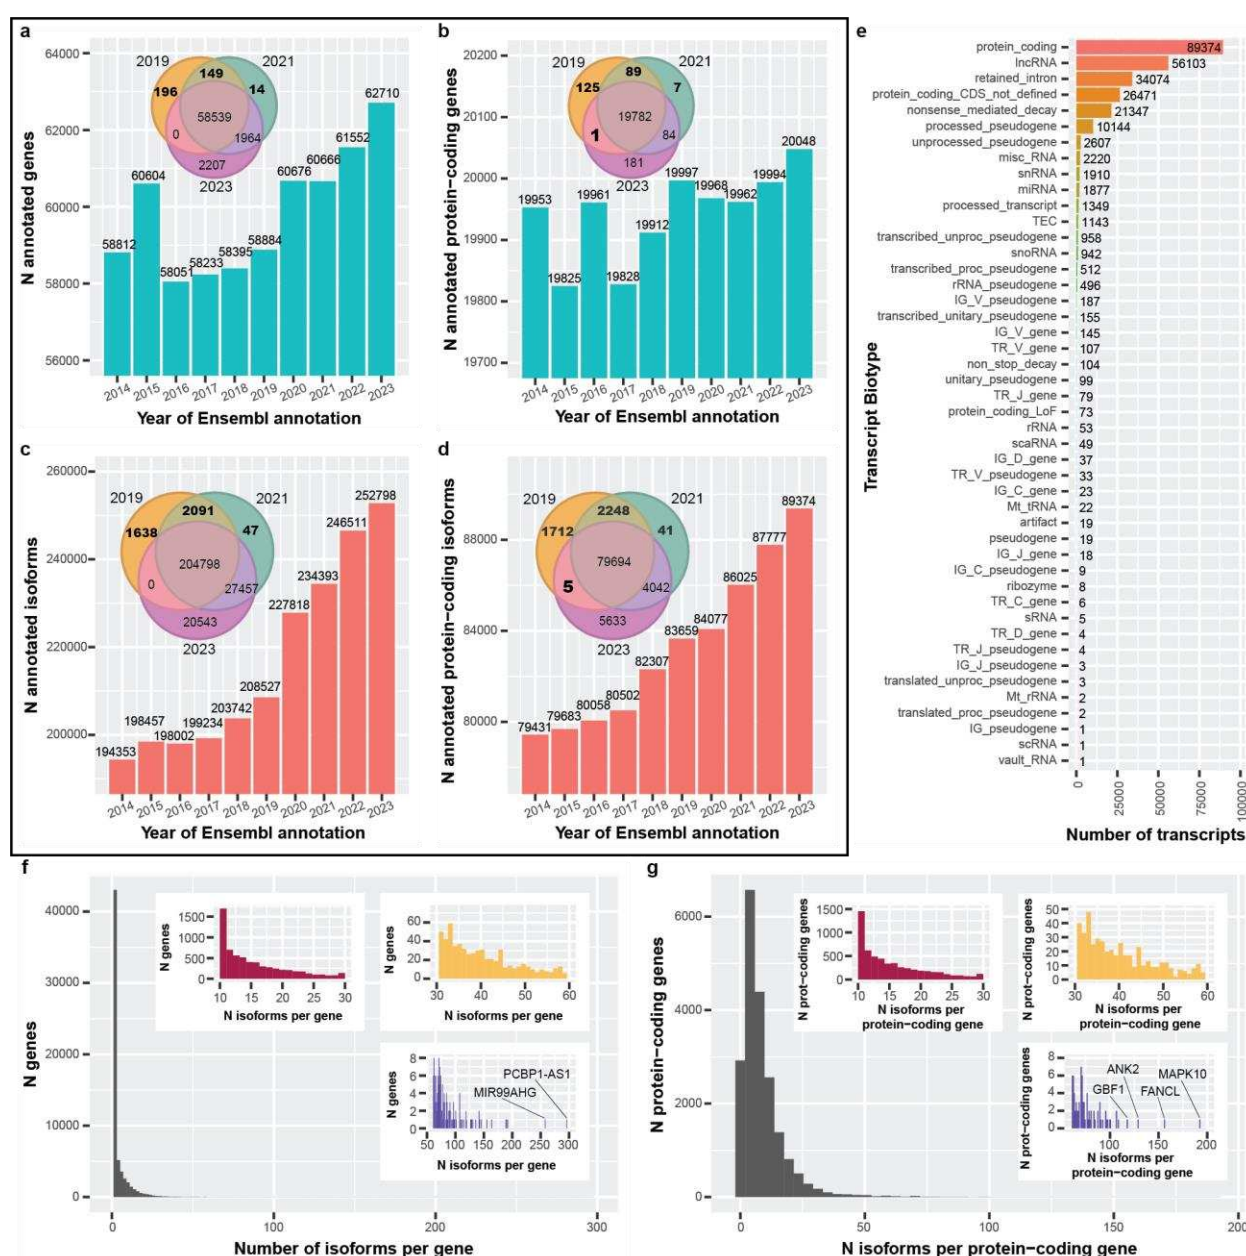 a
64000
62000
60000
58000
56000
N annotated genes
2019
2021
149
196
14
58539
0
1964
2207
2023
58812
60604
58051
58233
58395
58884
60676
60666
61552
62710
2014
2015
2016
2017
2018
2019
2020
2021
2022
2023
Year of Ensembl annotation
b
20200
20100
20000
19900
19800
19700
N annotated protein−coding genes
2019
2021
89
125
7
19782
1
84
181
2023
19953
19825
19961
19828
19912
19997
19968
19962
19994
20048
2014
2015
2016
2017
2018
2019
2020
2021
2022
2023
Year of Ensembl annotation
c
260000
240000
220000
200000
N annotated isoforms
2019
2021
2091
1638
47
204798
0
27457
20543
2023
194353
198457
198002
199234
203742
208527
227818
234393
246511
252798
2014
2015
2016
2017
2018
2019
2020
2021
2022
2023
Year of Ensembl annotation
d
88000
84000
80000
N annotated protein−coding isoforms
2019
2021
2248
1712
41
79694
5
4042
5633
2023
79431
79683
80058
80502
82307
83659
84077
86025
87777
89374
2014
2015
2016
2017
2018
2019
2020
2021
2022
2023
Year of Ensembl annotation
e
Transcript Biotype
protein_coding 89374
lncRNA 56103
retained_intron 34074
protein_coding_CDS_not_defined 26471
nonsense_mediated_decay 21347
processed_pseudogene 10144
unprocessed_pseudogene 2607
misc_RNA 2220
snRNA 1910
miRNA 1877
processed_transcript 1349
TEC 1143
transcribed_unproc_pseudogene 958
snoRNA 942
transcribed_proc_pseudogene 512
rRNA_pseudogene 496
IG_V_pseudogene 187
transcribed_unitary_pseudogene 155
IG_V_gene 145
TR_V_gene 107
non_stop_decay 104
unitary_pseudogene 99
TR_J_gene 79
protein_coding_LoF 73
rRNA 53
scaRNA 49
IG_D_gene 37
TR_V_pseudogene 33
IG_C_gene 23
Mt_tRNA 22
artifact 19
pseudogene 19
IG_J_gene 18
IG_C_pseudogene 9
ribozyme 8
TR_C_gene 6
sRNA 5
TR_D_gene 4
TR_J_pseudogene 4
IG_J_pseudogene 3
translated_unproc_pseudogene 3
Mt_rRNA 2
translated_proc_pseudogene 2
IG_pseudogene 1
scRNA 1
vault_RNA 1
0
25000
50000
75000
100000
Number of transcripts
f
40000
30000
20000
10000
0
N genes
0 100 200 300
Number of isoforms per gene
1500
1000
500
0
N genes
10 15 20 25 30
N isoforms per gene
60
40
20
0
N genes
30 40 50 60
N isoforms per gene
8
6
4
2
0
N genes
PCBP1-AS1
MIR99HG
50 100 150 200 250 300
N isoforms per gene
g
6000
4000
2000
0
N protein−coding genes
0 50 100 150 200
N isoforms per protein−coding gene
1500
1000
500
0
N prot−coding genes
10 15 20 25 30
N isoforms per
protein−coding gene
50
40
30
20
10
0
N prot−coding genes
30 40 50 60
N isoforms per
protein−coding gene
8
6
4
2
0
N prot−coding genes
ANK2
MAPK10
GBF1
FANCL
100 150 200
N isoforms per
protein−coding gene